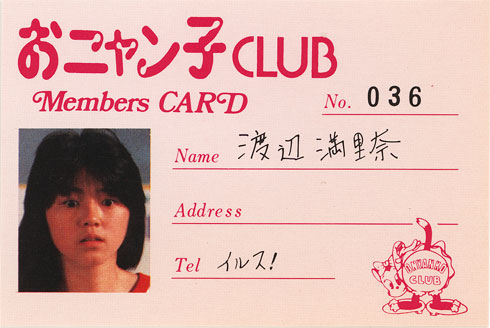 おニャン子CLUB
Members CARD
No. 036
Name 渡辺満里奈
Address
Tel イルス!
ONYANKO
CLUB